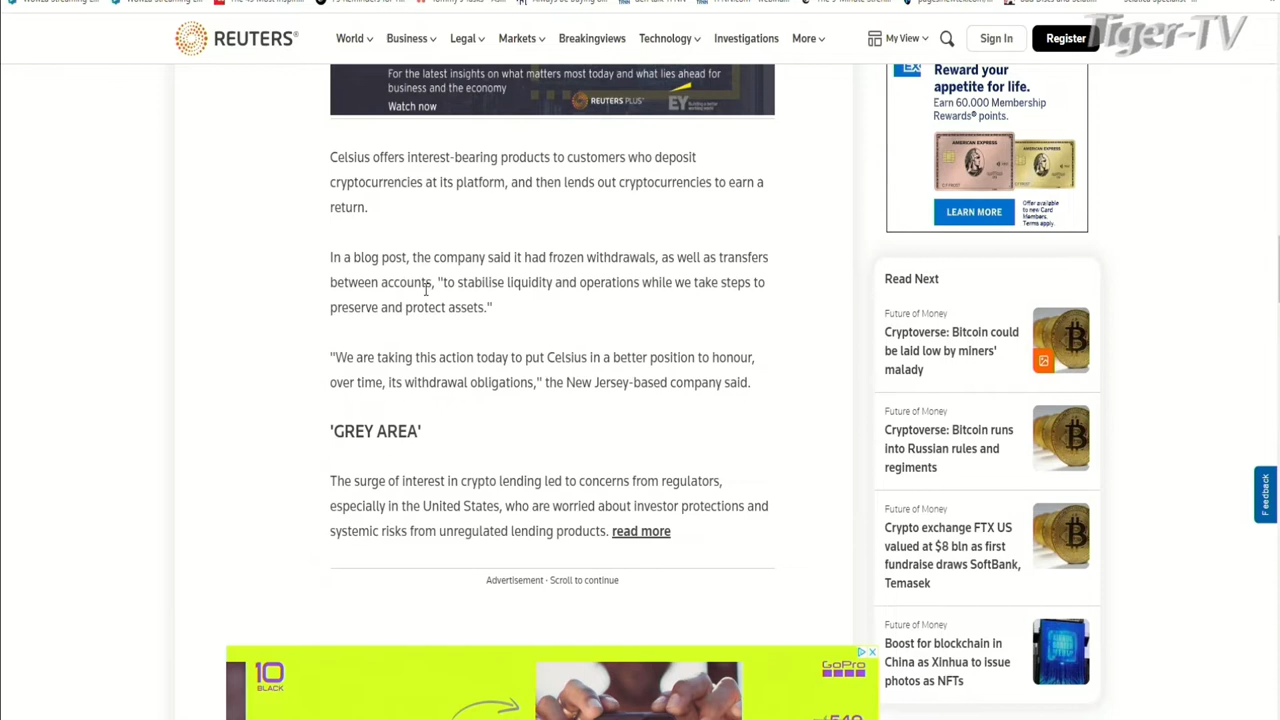 REUTERS®
World
Business
Legal
Markets
Breakingviews
Technology
Investigations
More
My View
Sign In
Register
Tiger-TV
For the latest insights on what matters most today and what lies ahead for
business and the economy
Watch now
REUTERS PLUS
EY
Reward your
appetite for life.
Earn 60,000 Membership
Rewards® points.
AMERICAN EXPRESS
LEARN MORE
Offer available
to new Card
Members.
Terms apply.
Celsius offers interest-bearing products to customers who deposit
cryptocurrencies at its platform, and then lends out cryptocurrencies to earn a
return.
In a blog post, the company said it had frozen withdrawals, as well as transfers
between accounts, "to stabilise liquidity and operations while we take steps to
preserve and protect assets."
"We are taking this action today to put Celsius in a better position to honour,
over time, its withdrawal obligations," the New Jersey-based company said.
'GREY AREA'
The surge of interest in crypto lending led to concerns from regulators,
especially in the United States, who are worried about investor protections and
systemic risks from unregulated lending products. read more
Advertisement · Scroll to continue
Read Next
Future of Money
Cryptoverse: Bitcoin could
be laid low by miners'
malady
Future of Money
Cryptoverse: Bitcoin runs
into Russian rules and
regiments
Future of Money
Crypto exchange FTX US
valued at $8 bln as first
fundraise draws SoftBank,
Temasek
Future of Money
Boost for blockchain in
China as Xinhua to issue
photos as NFTs
Feedback
10
BLACK
GoPro